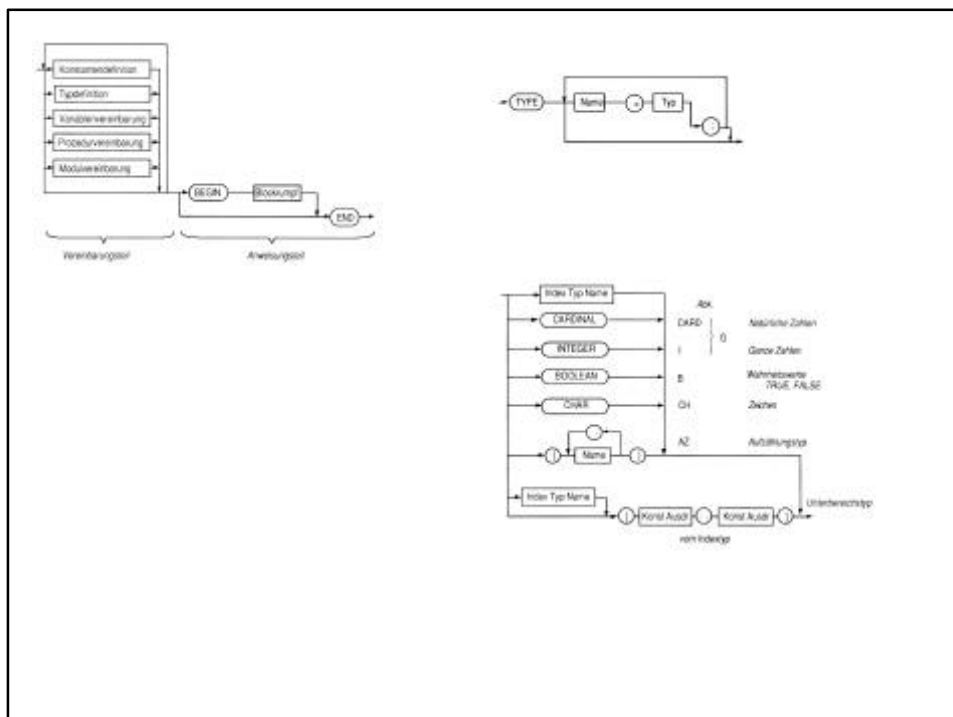 Konstantendefinition
Typdefinition
Variablenvereinbarung
Prozedurvereinbarung
Modulvereinbarung
BEGIN Blockrumpf
END
Vereinbarungsteil Anweisungsteil
TYPE Name = Typ ;
Index Typ Name
Abk.
CARDINAL CARD Natürliche Zahlen
INTEGER I Ganze Zahlen
BOOLEAN B Wahrheitswerte
TRUE, FALSE
CHAR CH Zeichen
( Name ) AZ Aufzählungstyp
Index Typ Name
Unterbereichstyp
[ Konst Ausdr Konst Ausdr ]
vom Indextyp